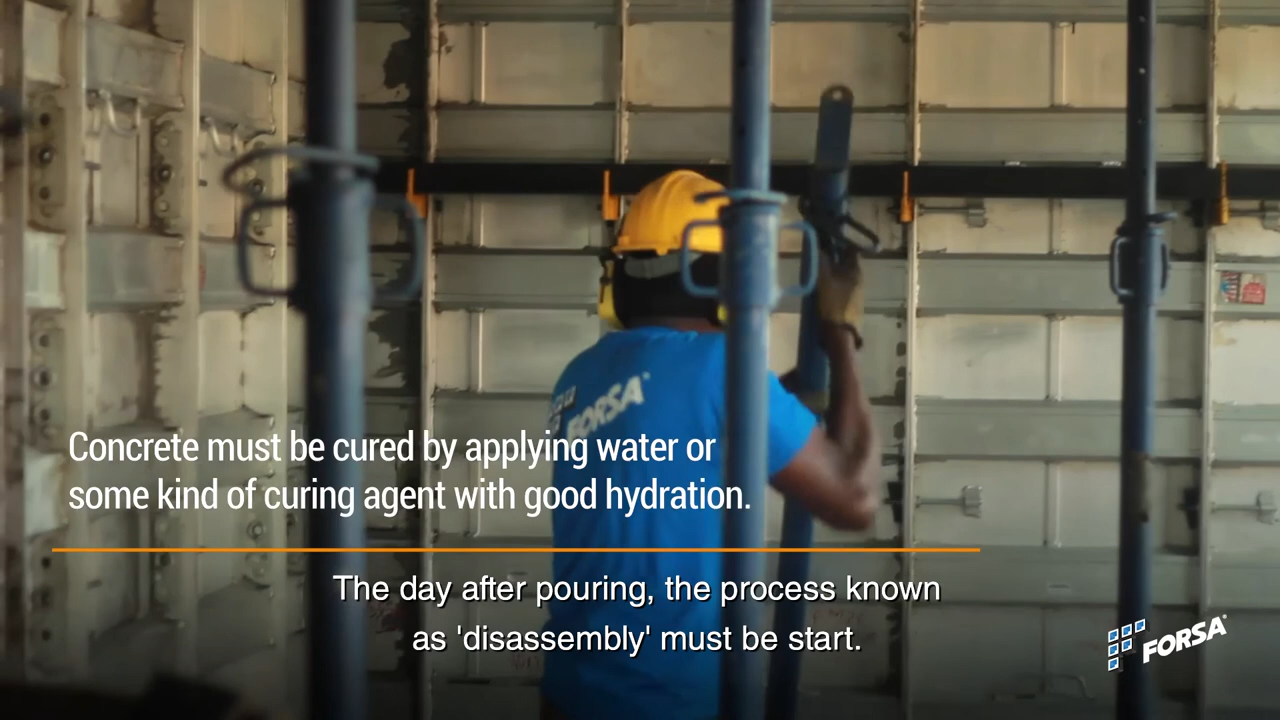 FORSA
Concrete must be cured by applying water or
some kind of curing agent with good hydration.
The day after pouring, the process known
as 'disassembly' must be start.
FORSA